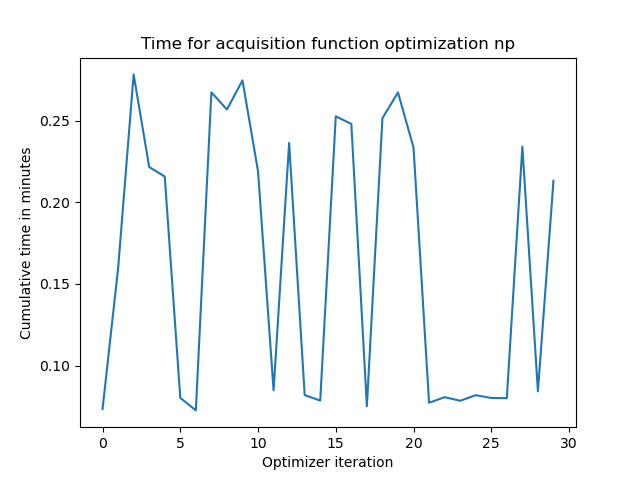 Time for acquisition function optimization np
Cumulative time in minutes
0.25
0.20
0.15
0.10
0 5 10 15 20 25 30
Optimizer iteration